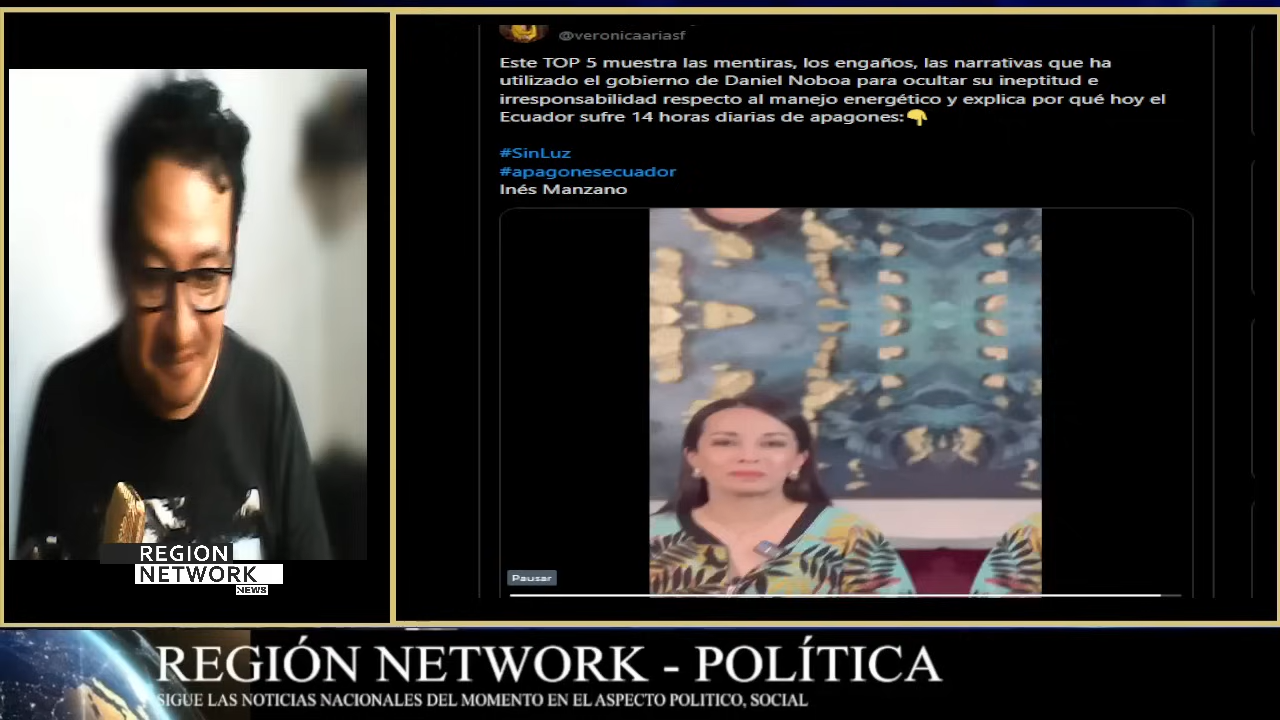 @veronicaariasf
Este TOP 5 muestra las mentiras, los engaños, las narrativas que ha
utilizado el gobierno de Daniel Noboa para ocultar su ineptitud e
irresponsabilidad respecto al manejo energético y explica por qué hoy el
Ecuador sufre 14 horas diarias de apagones:👇
#SinLuz
#apagonesecuador
Inés Manzano
Pausar
REGION
NETWORK
NEWS
REGIÓN NETWORK - POLÍTICA
SIGUE LAS NOTICIAS NACIONALES DEL MOMENTO EN EL ASPECTO POLITICO, SOCIAL